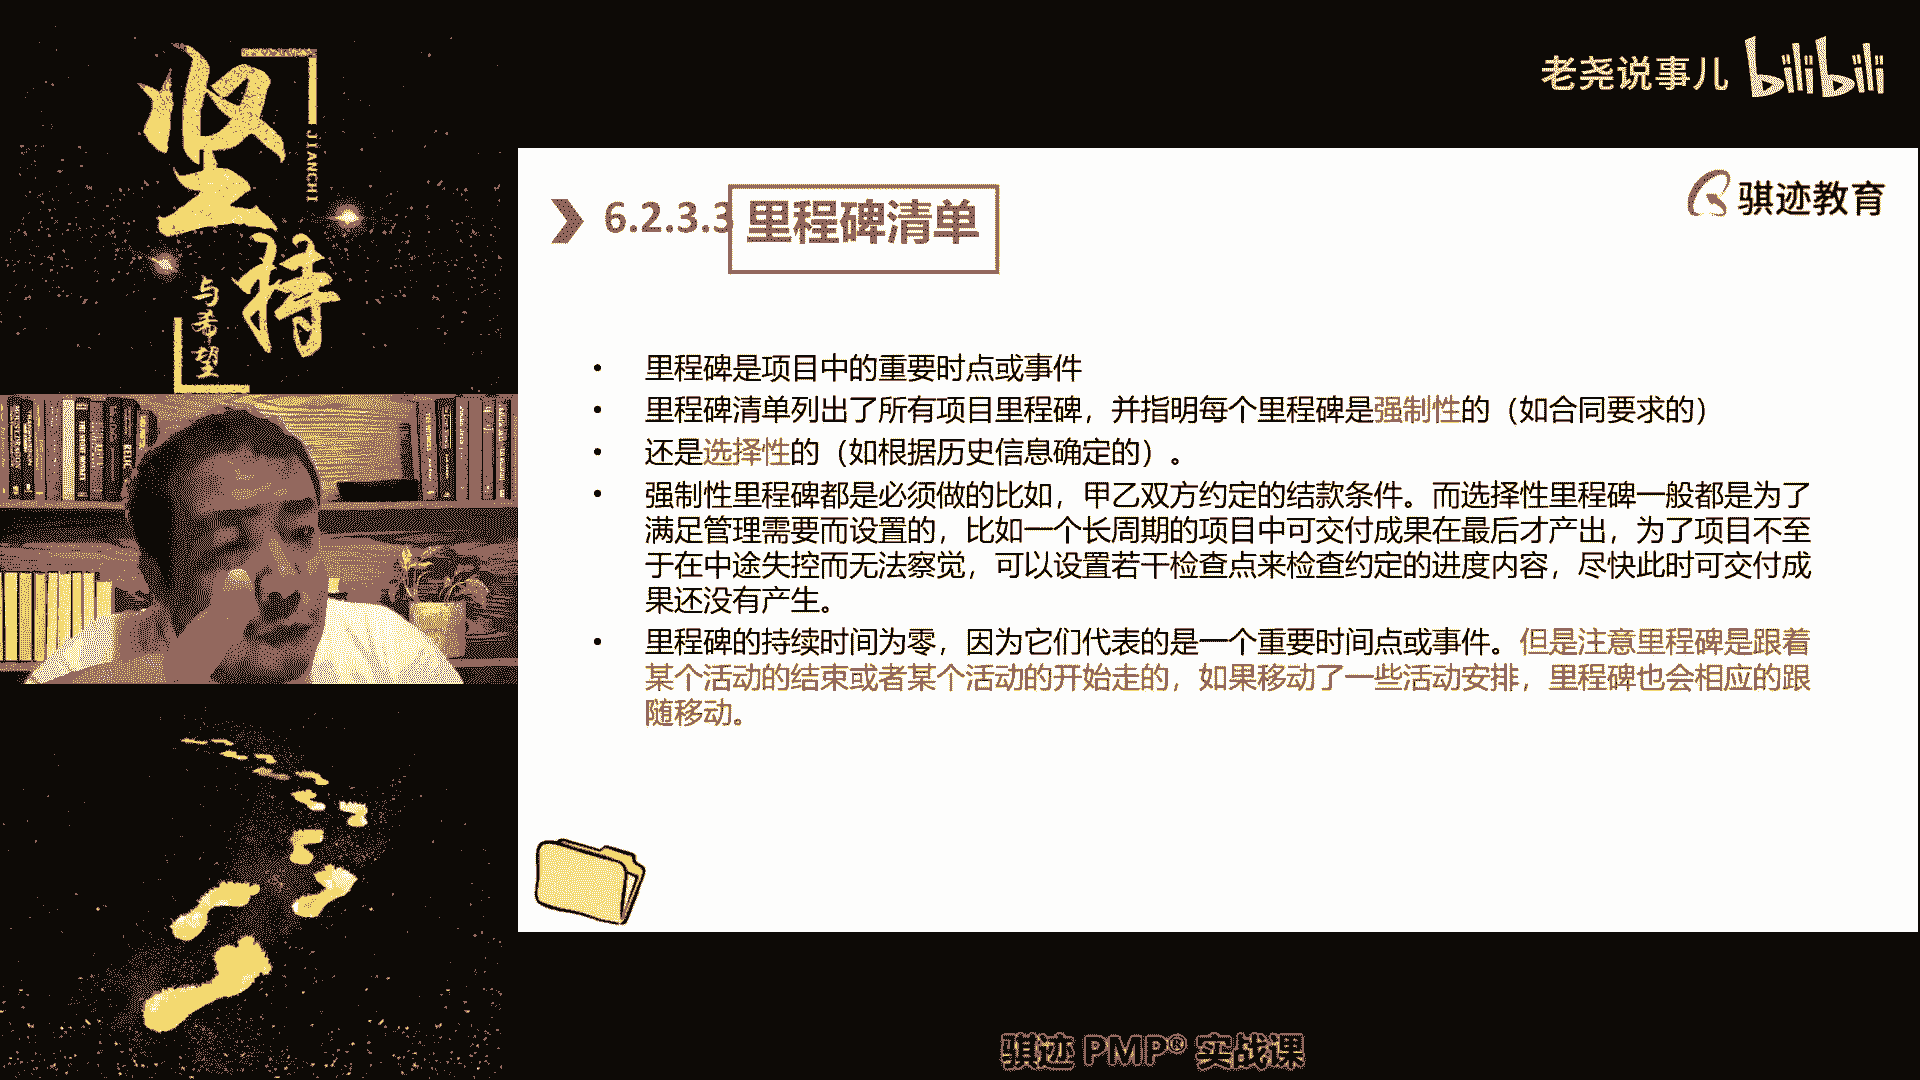 坚持
JIANCHI
与希望
老尧说事儿 bilibili
骐迹教育
6.2.3.3 里程碑清单
• 里程碑是项目中的重要时点或事件
• 里程碑清单列出了所有项目里程碑，并指明每个里程碑是强制性的（如合同要求的）
• 还是选择性的（如根据历史信息确定的）。
• 强制性里程碑都是必须做的比如，甲乙双方约定的结款条件。而选择性里程碑一般都是为了
满足管理需要而设置的，比如一个长周期的项目中可交付成果在最后才产出，为了项目不至
于在中途失控而无法察觉，可以设置若干检查点来检查约定的进度内容，尽快此时可交付成
果还没有产生。
• 里程碑的持续时间为零，因为它们代表的是一个重要时间点或事件。但是注意里程碑是跟着
某个活动的结束或者某个活动的开始走的，如果移动了一些活动安排，里程碑也会相应的跟
随移动。
骐迹 PMP® 实战课